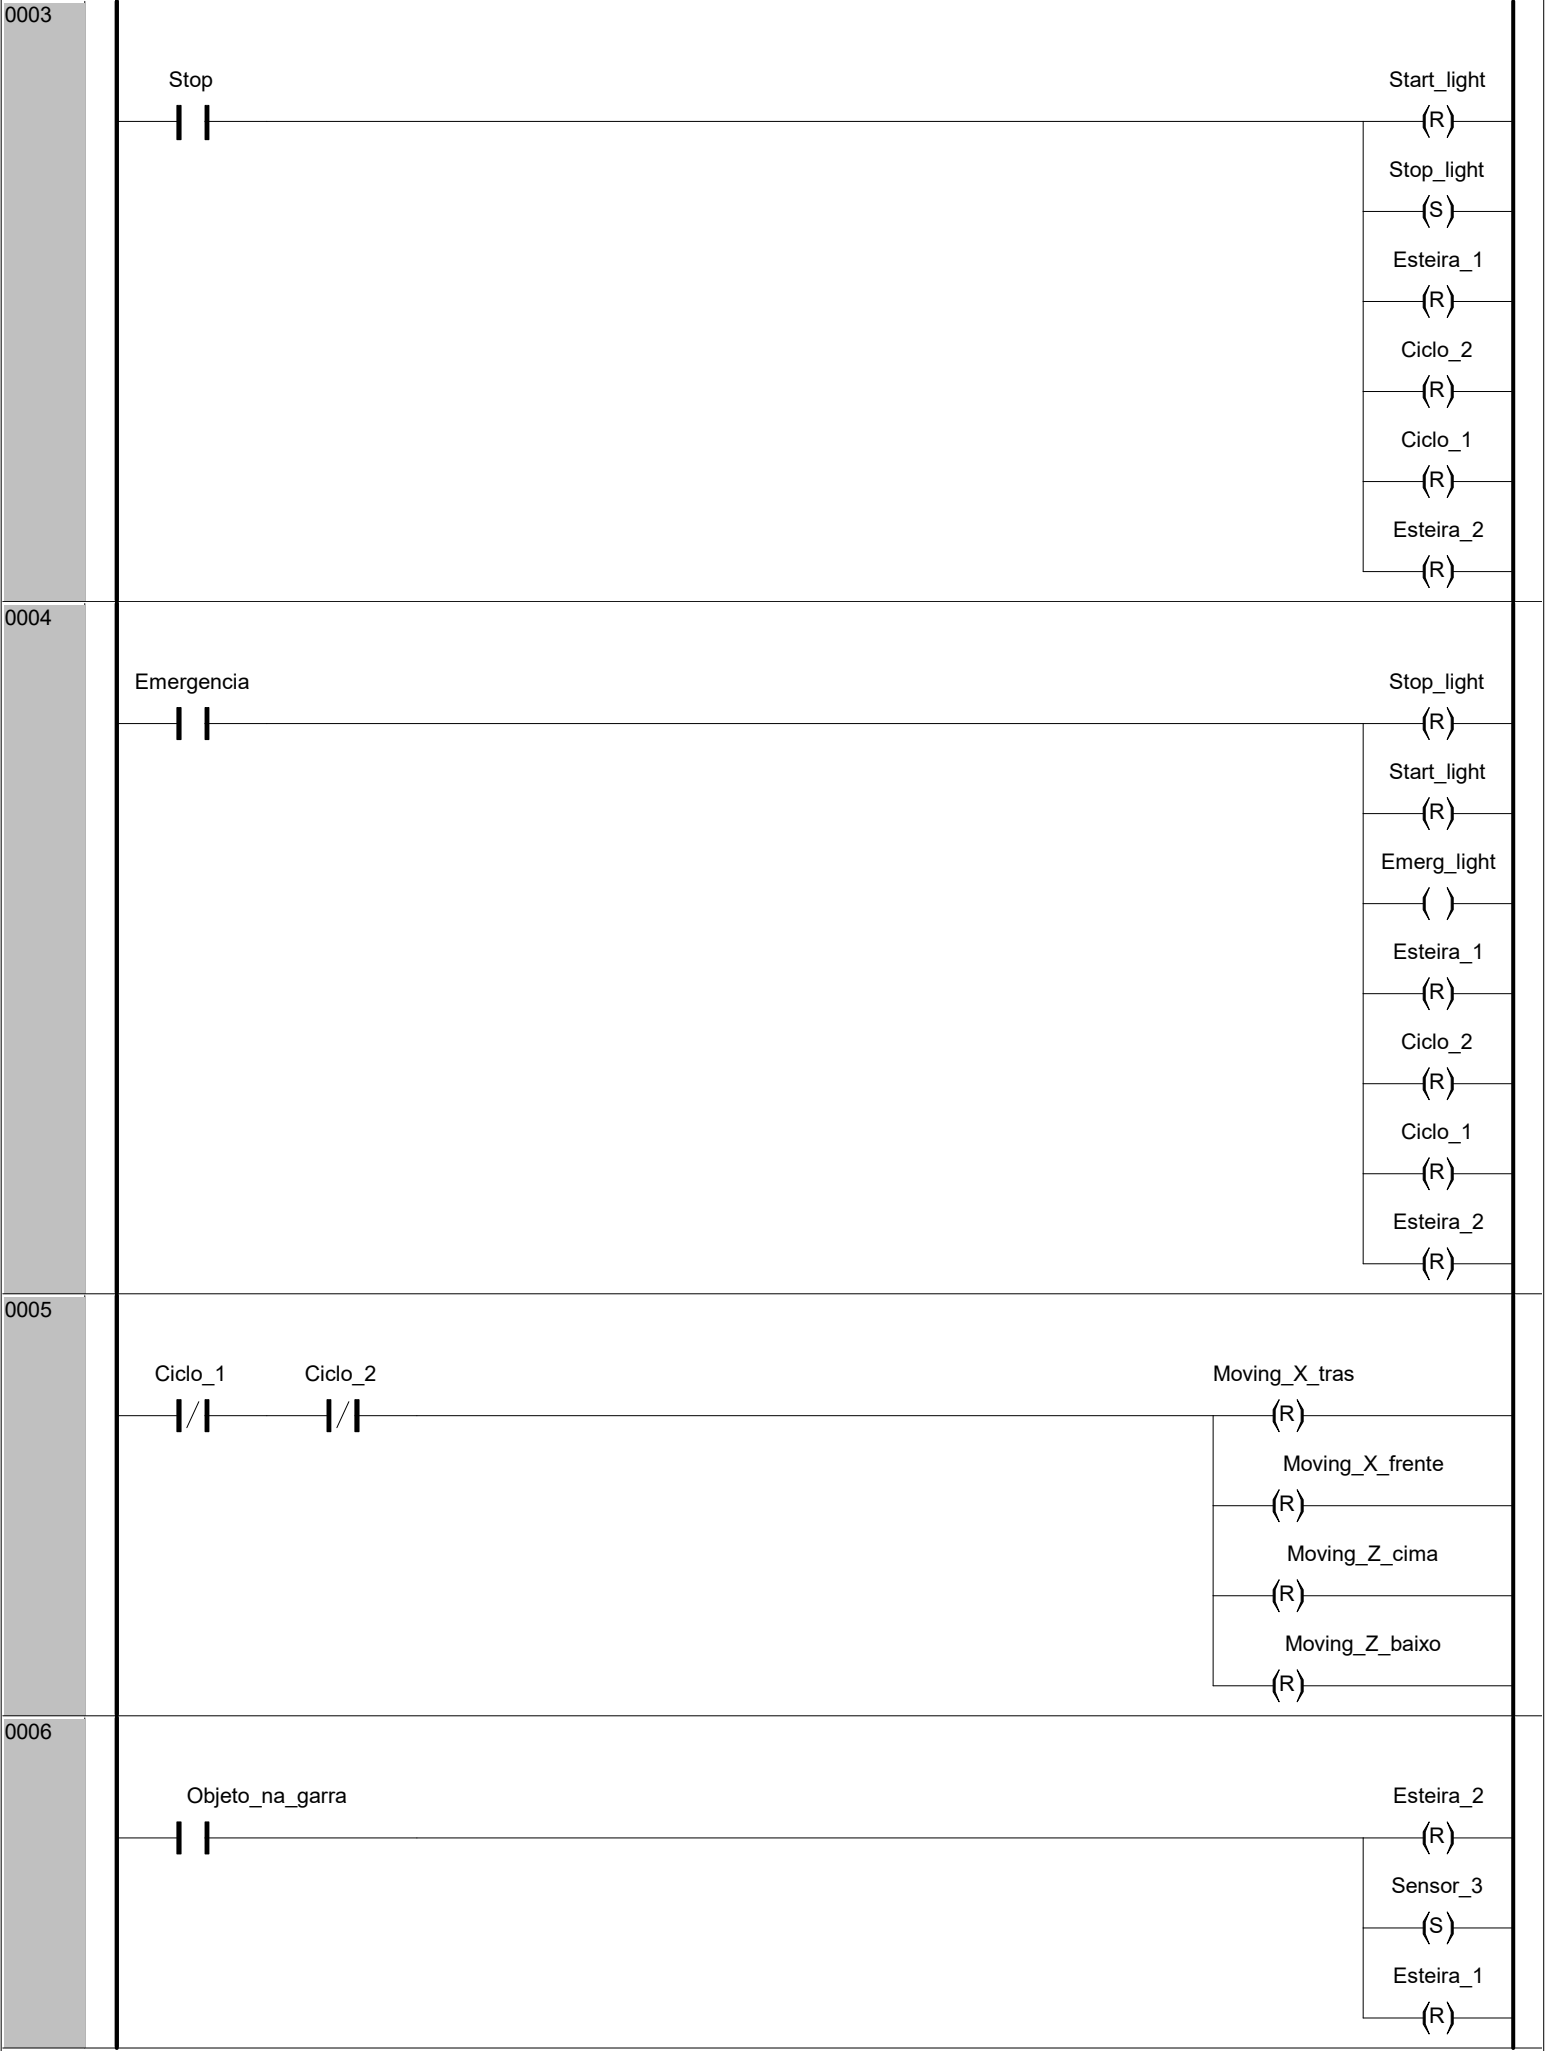 0003
Stop
Start_light
(R)
Stop_light
(S)
Esteira_1
(R)
Ciclo_2
(R)
Ciclo_1
(R)
Esteira_2
(R)
0004
Emergencia
Stop_light
(R)
Start_light
(R)
Emerg_light
( )
Esteira_1
(R)
Ciclo_2
(R)
Ciclo_1
(R)
Esteira_2
(R)
0005
Ciclo_1 Ciclo_2 Moving_X_tras
(R)
Moving_X_frente
(R)
Moving_Z_cima
(R)
Moving_Z_baixo
(R)
0006
Objeto_na_garra Esteira_2
(R)
Sensor_3
(S)
Esteira_1
(R)